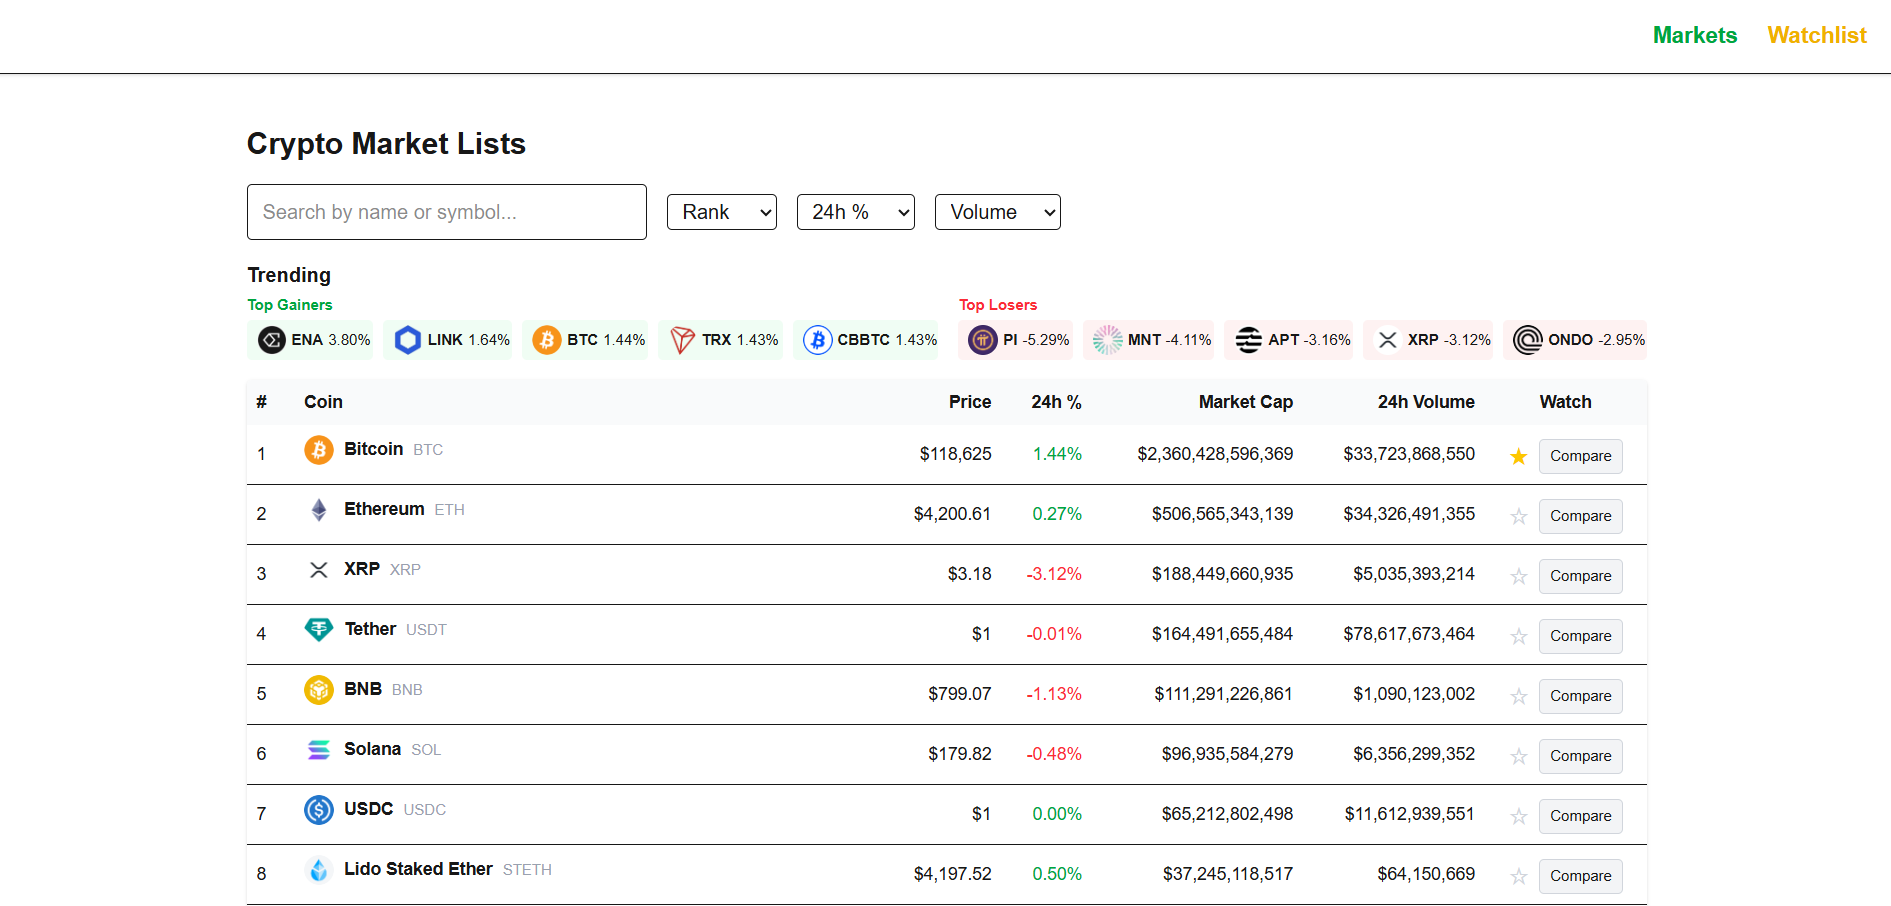 Markets Watchlist
Crypto Market Lists
Search by name or symbol...
Rank 24h % Volume
Trending
Top Gainers Top Losers
ENA 3.80% LINK 1.64% BTC 1.44% TRX 1.43% CBBTC 1.43% PI -5.29% MNT -4.11% APT -3.16% XRP -3.12% ONDO -2.95%
# Coin Price 24h % Market Cap 24h Volume Watch
1 Bitcoin BTC $118,625 1.44% $2,360,428,596,369 $33,723,868,550 Compare
2 Ethereum ETH $4,200.61 0.27% $506,565,343,139 $34,326,491,355 Compare
3 XRP XRP $3.18 -3.12% $188,449,660,935 $5,035,393,214 Compare
4 Tether USDT $1 -0.01% $164,491,655,484 $78,617,673,464 Compare
5 BNB BNB $799.07 -1.13% $111,291,226,861 $1,090,123,002 Compare
6 Solana SOL $179.82 -0.48% $96,935,584,279 $6,356,299,352 Compare
7 USDC USDC $1 0.00% $65,212,802,498 $11,612,939,551 Compare
8 Lido Staked Ether STETH $4,197.52 0.50% $37,245,118,517 $64,150,669 Compare